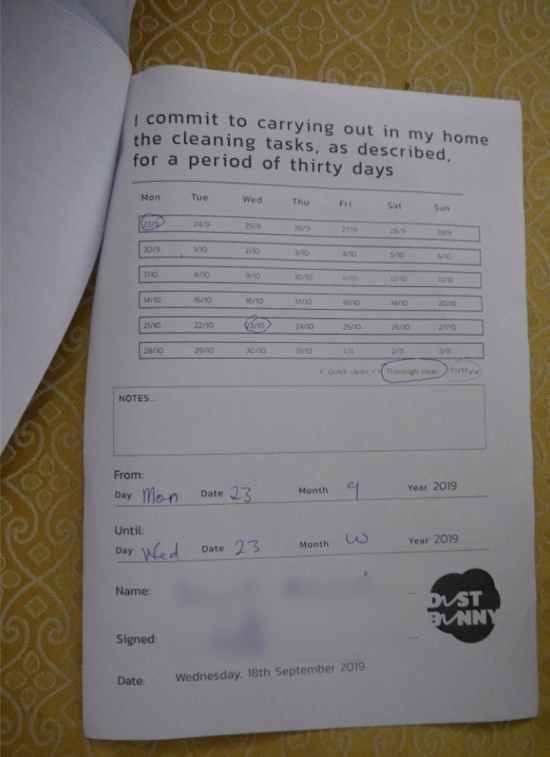 I commit to carrying out in my home
the cleaning tasks, as described,
for a period of thirty days
Mon Tue Wed Thu Fri Sat Sun
23/9 24/9 25/9 26/9 27/9 28/9 29/9
30/9 1/10 2/10 3/10 4/10 5/10 6/10
7/10 8/10 9/10 10/10 11/10 12/10 13/10
14/10 15/10 16/10 17/10 18/10 19/10 20/10
21/10 22/10 23/10 24/10 25/10 26/10 27/10
28/10 29/10 30/10 31/10 1/11 2/11 3/11
✓ Quick clean ✓✓ Thorough clean ✓✓
NOTES...
From:
Day Mon Date 23 Month 9 Year 2019
Until:
Day Wed Date 23 Month Year 2019
Name:
DUST
BUNNY
Signed:
Date: Wednesday, 18th September 2019